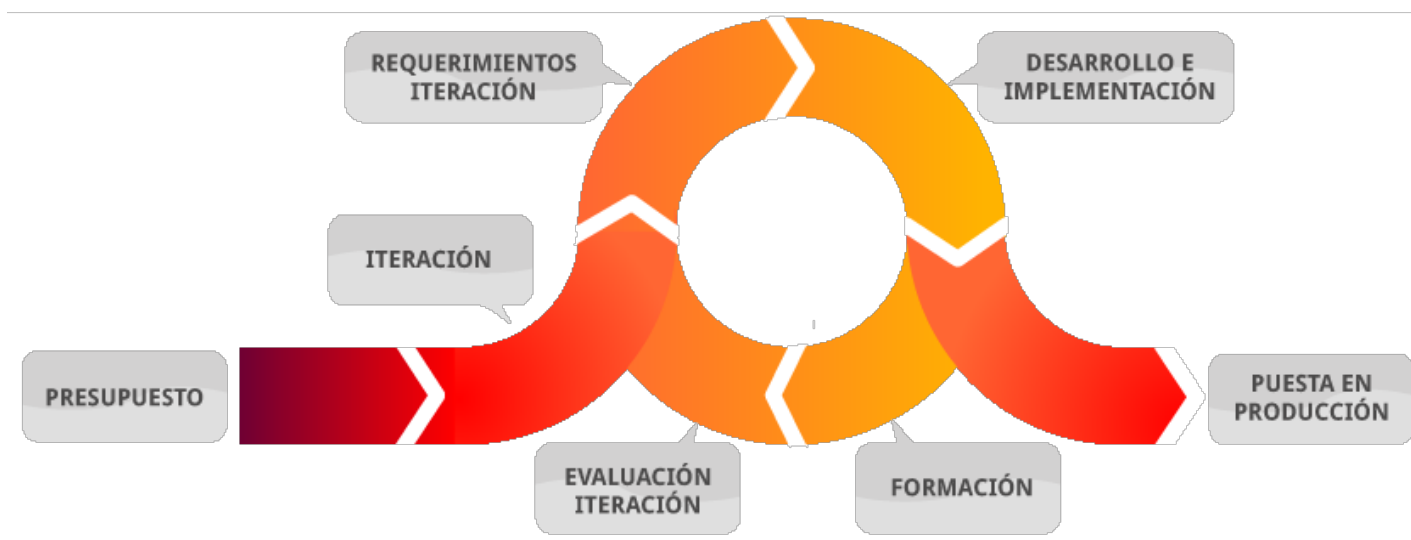 REQUERIMIENTOS
ITERACIÓN
DESARROLLO E
IMPLEMENTACIÓN
ITERACIÓN
PRESUPUESTO
PUESTA EN
PRODUCCIÓN
EVALUACIÓN
ITERACIÓN
FORMACIÓN